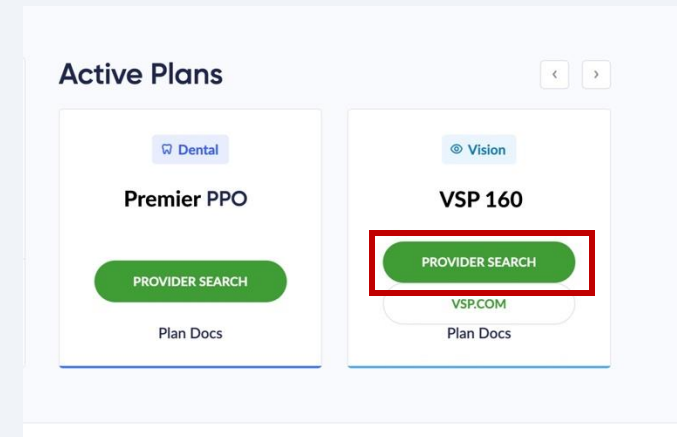 Active Plans
Dental
Premier PPO
PROVIDER SEARCH
Plan Docs
Vision
VSP 160
PROVIDER SEARCH
VSP.COM
Plan Docs